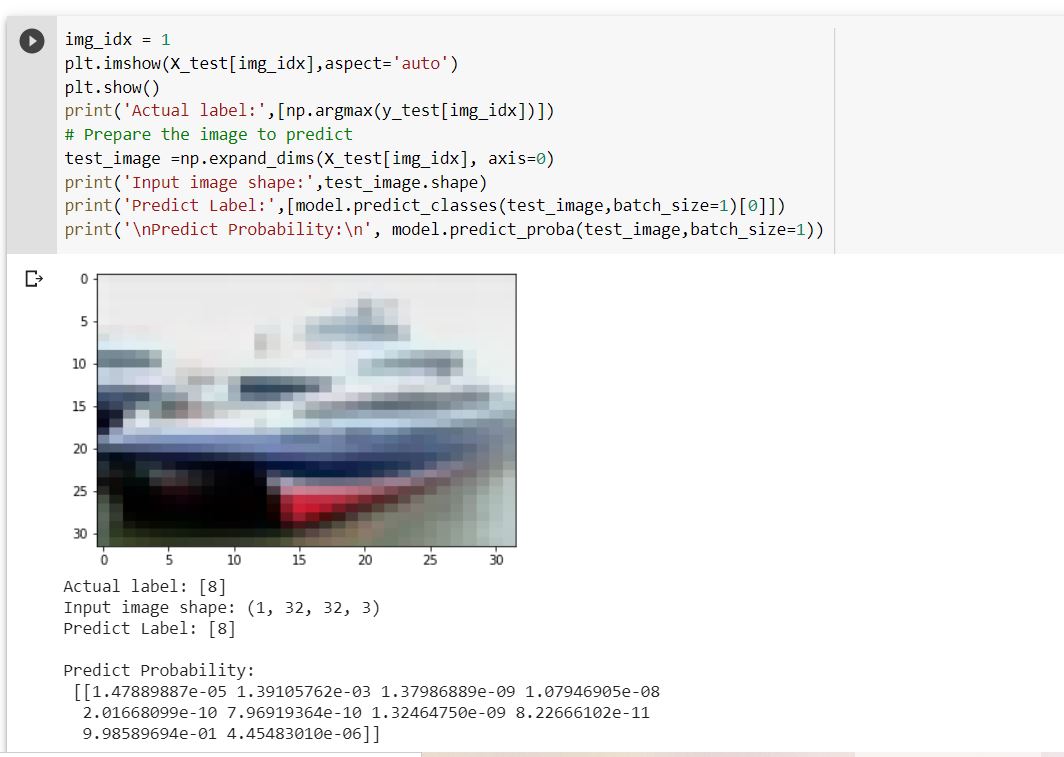 img_idx = 1
plt.imshow(X_test[img_idx],aspect='auto')
plt.show()
print('Actual label:',[np.argmax(y_test[img_idx])])
# Prepare the image to predict
test_image =np.expand_dims(X_test[img_idx], axis=0)
print('Input image shape:',test_image.shape)
print('Predict Label:',[model.predict_classes(test_image,batch_size=1)[0]])
print('\nPredict Probability:\n', model.predict_proba(test_image,batch_size=1))
0
5
10
15
20
25
30
0 5 10 15 20 25 30
Actual label: [8]
Input image shape: (1, 32, 32, 3)
Predict Label: [8]
Predict Probability:
[[1.47889887e-05 1.39105762e-03 1.37986889e-09 1.07946905e-08
2.01668099e-10 7.96919364e-10 1.32464750e-09 8.22666102e-11
9.98589694e-01 4.45483010e-06]]